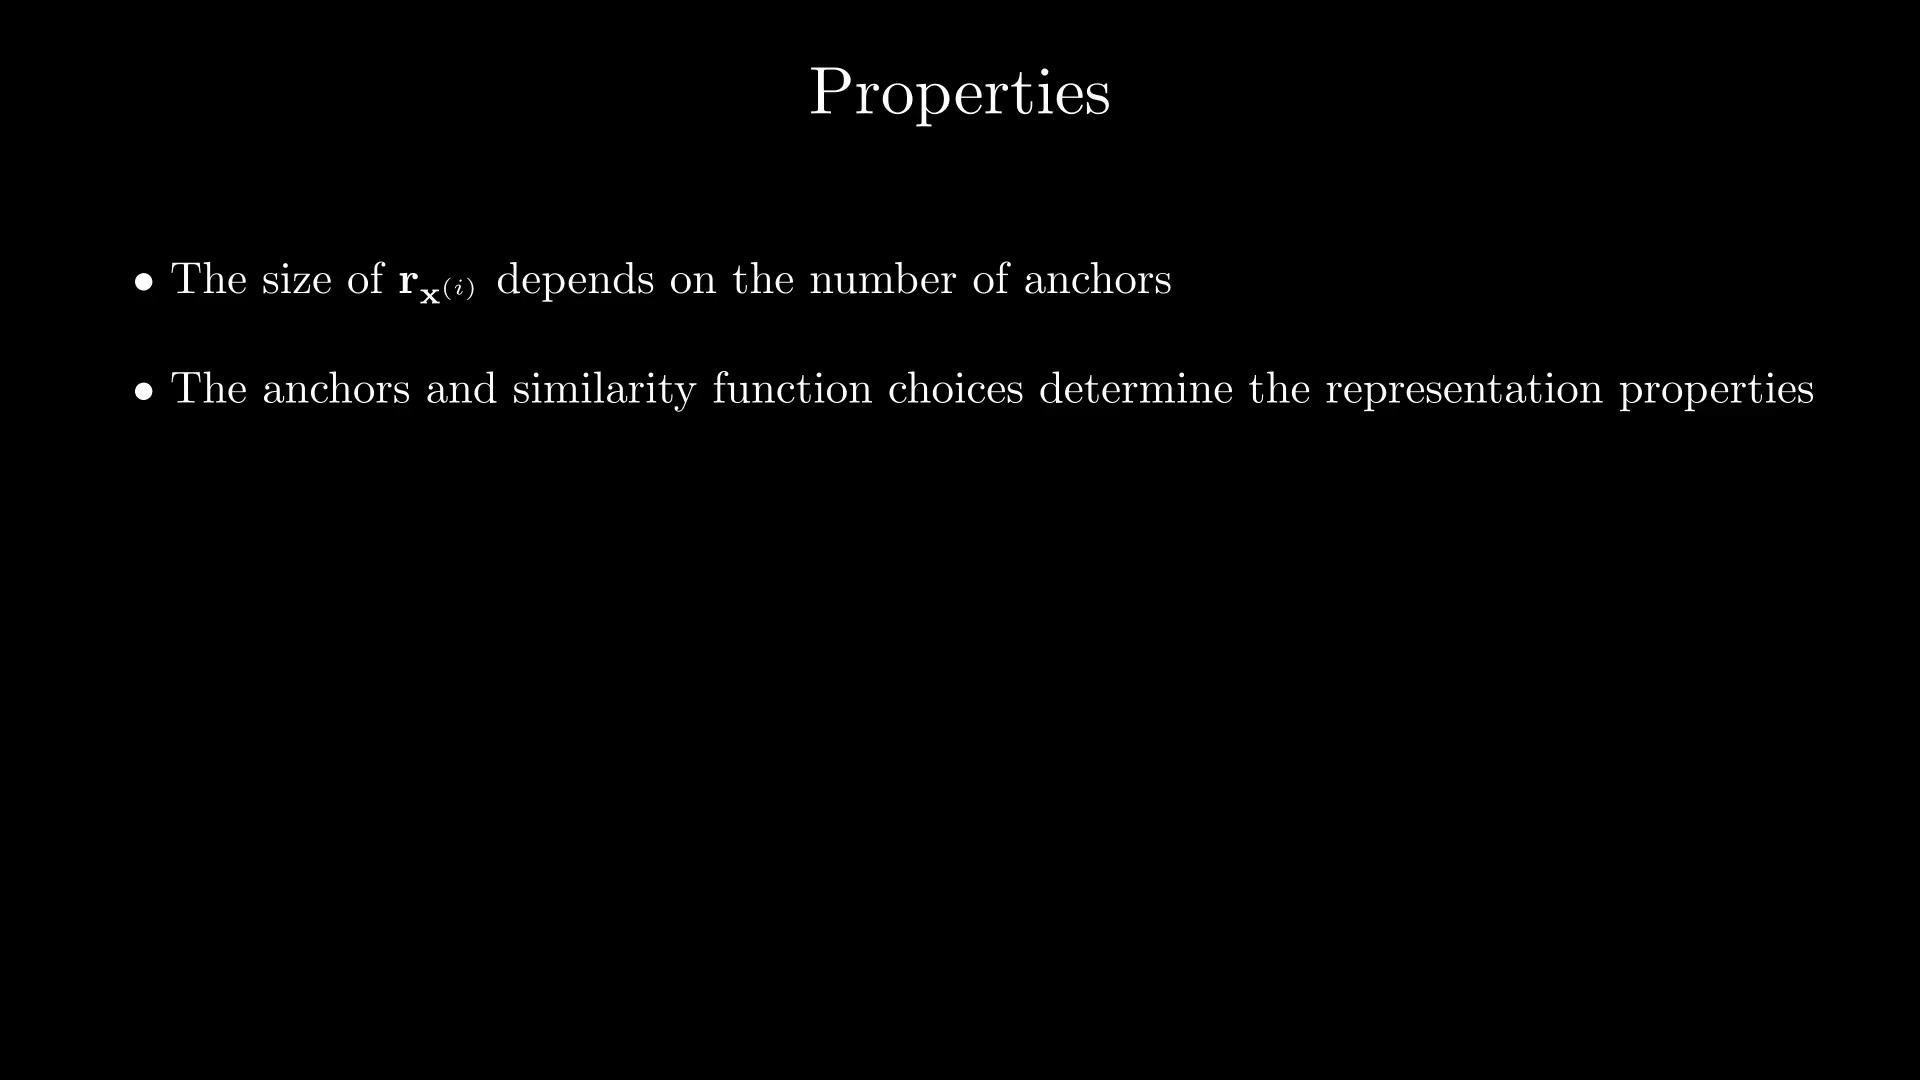 Properties
• The size of $\mathbf{r}_{\mathbf{x}^{(i)}}$ depends on the number of anchors
• The anchors and similarity function choices determine the representation properties